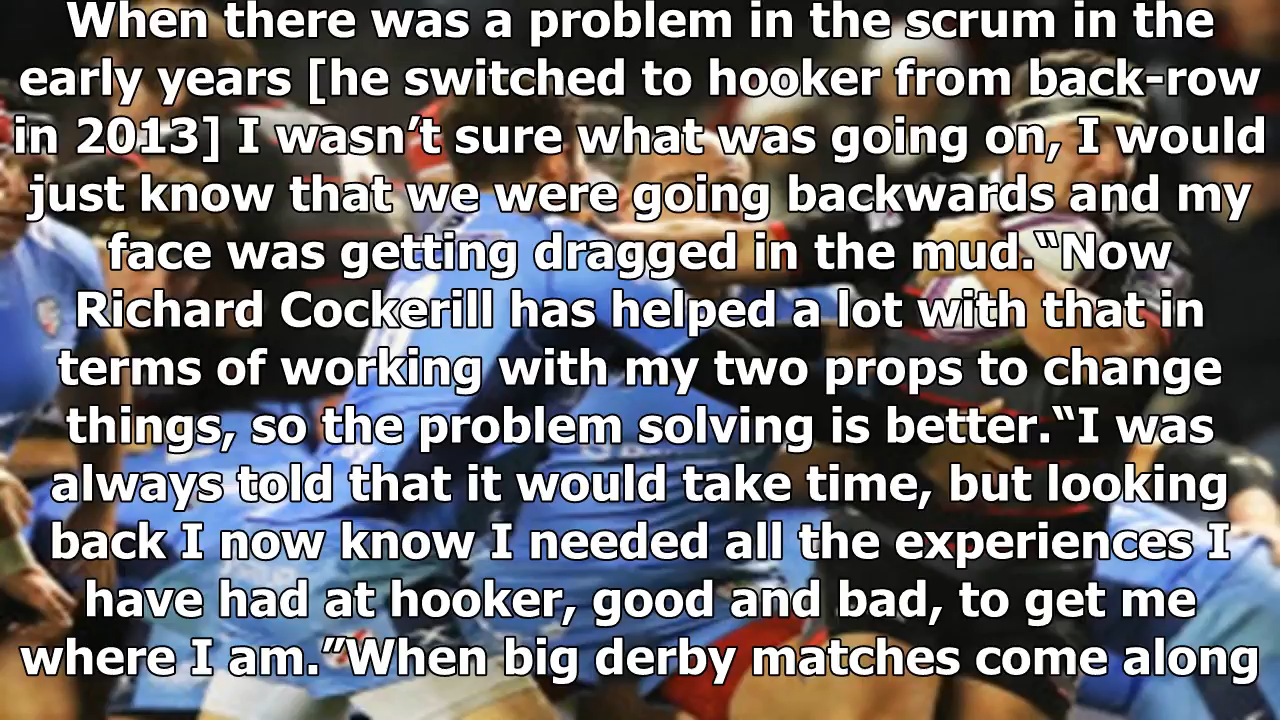 When there was a problem in the scrum in the
early years [he switched to hooker from back-row
in 2013] I wasn’t sure what was going on, I would
just know that we were going backwards and my
face was getting dragged in the mud.“Now
Richard Cockerill has helped a lot with that in
terms of working with my two props to change
things, so the problem solving is better.“I was
always told that it would take time, but looking
back I now know I needed all the experiences I
have had at hooker, good and bad, to get me
where I am.”When big derby matches come along